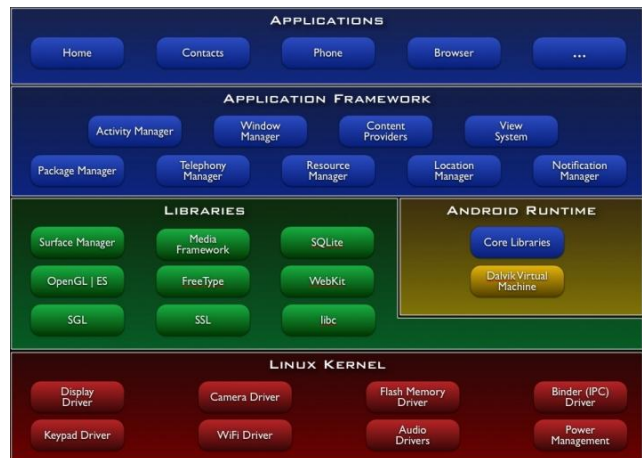 APPLICATIONS
Home Contacts Phone Browser ...
APPLICATION FRAMEWORK
Activity Manager
Window
Manager
Content
Providers
View
System
Package Manager
Telephony
Manager
Resource
Manager
Location
Manager
Notification
Manager
LIBRARIES
Surface Manager
Media
Framework
SQLite
OpenGL | ES
FreeType
WebKit
SGL
SSL
libc
ANDROID RUNTIME
Core Libraries
Dalvik Virtual
Machine
LINUX KERNEL
Display
Driver
Camera Driver
Flash Memory
Driver
Binder (IPC)
Driver
Keypad Driver
WiFi Driver
Audio
Drivers
Power
Management